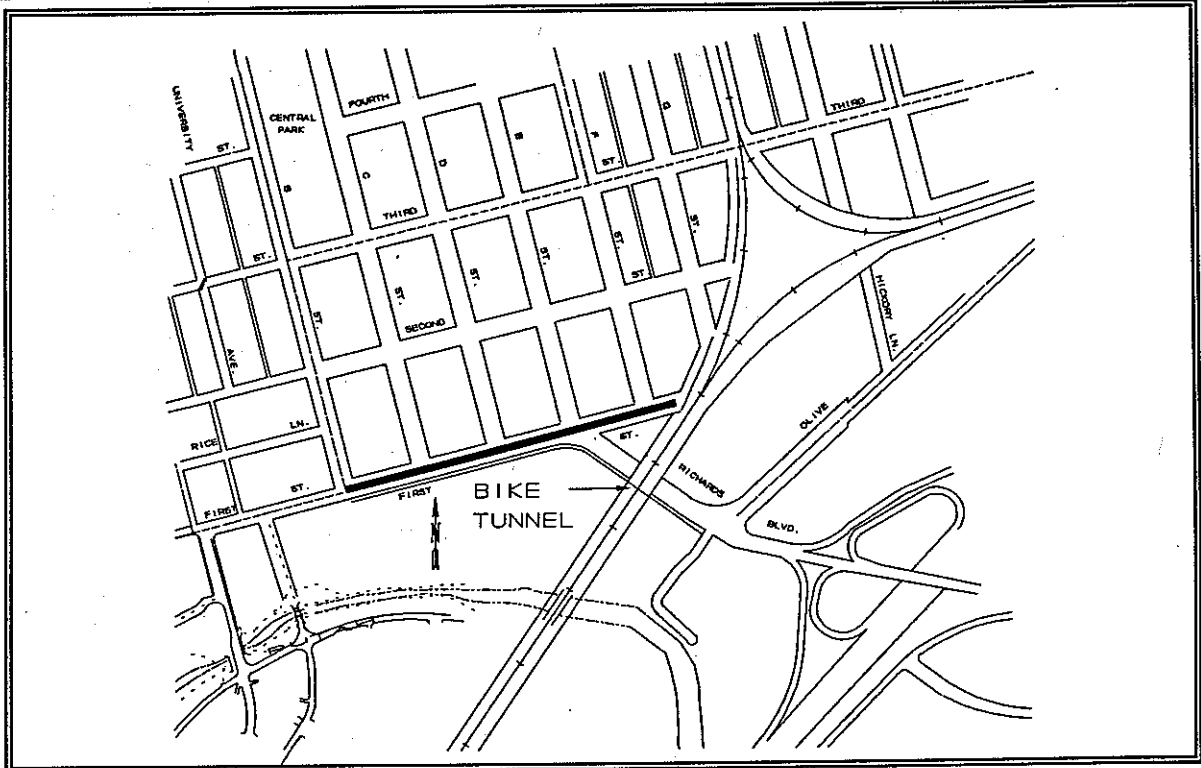 UNIVERSITY
ST.
CENTRAL
PARK
FOURTH
THIRD
B
C
D
E
F
ST.
G
THIRD
ST.
ST.
ST.
ST.
ST.
ST.
ST.
ST.
SECOND
AVE.
HICKORY LN.
RICE
LN.
OLIVE
ST.
FIRST
ST.
FIRST
RICHARDS
BLVD.
BIKE
TUNNEL
N